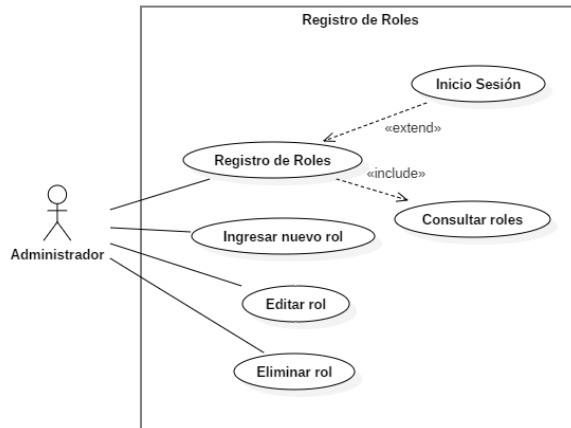 Registro de Roles
Inicio Sesión
«extend»
Registro de Roles
«include»
Consultar roles
Ingresar nuevo rol
Administrador
Editar rol
Eliminar rol